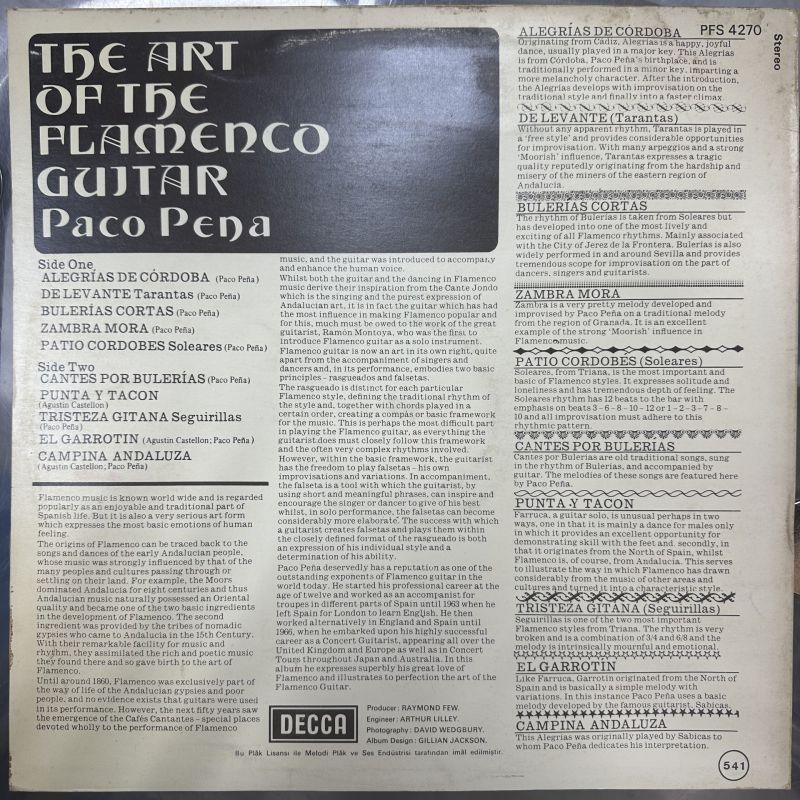 THE ART
OF THE
FLAMENCO
GUITAR
Paco Pena
Side One
ALEGRÍAS DE CÓRDOBA (Paco Peña)
DE LEVANTE Tarantas (Paco Peña)
BULERÍAS CORTAS (Paco Peña)
ZAMBRA MORA (Paco Peña)
PATIO CORDOBES Soleares (Paco Peña)
Side Two
CANTES POR BULERÍAS (Paco Peña)
PUNTA Y TACON
(Agustin Castellon)
TRISTEZA GITANA Seguirillas
(Paco Peña)
EL GARROTIN (Agustin Castellon; Paco Peña)
CAMPINA ANDALUZA
(Agustin Castellon; Paco Peña)
Flamenco music is known world wide and is regarded
popularly as an enjoyable and traditional part of
Spanish life. But it is also a very serious art form
which expresses the most basic emotions of human
feeling.
The origins of Flamenco can be traced back to the
songs and dances of the early Andalucian people,
whose music was strongly influenced by that of the
many peoples and cultures passing through or
settling on their land. For example, the Moors
dominated Andalucia for eight centuries and thus
Andalucian music naturally possessed an Oriental
quality and became one of the two basic ingredients
in the development of Flamenco. The second
ingredient was provided by the tribes of nomadic
gypsies who came to Andalucia in the 15th Century.
With their remarkable facility for music and
rhythm, they assimilated the rich and poetic music
they found there and so gave birth to the art of
Flamenco.
Until around 1860, Flamenco was exclusively part of
the way of life of the Andalucian gypsies and poor
people, and no evidence exists that guitars were used
in its performance. However, the next fifty years saw
the emergence of the Cafés Cantantes – special places
devoted wholly to the performance of Flamenco
music, and the guitar was introduced to accompany
and enhance the human voice.
Whilst both the guitar and the dancing in Flamenco
music derive their inspiration from the Cante Jondo
which is the singing and the purest expression of
Andalucian art, it is in fact the guitar which has had
the most influence in making Flamenco popular and
for this, much must be owed to the work of the great
guitarist, Ramón Montoya, who was the first to
introduce Flamenco guitar as a solo instrument.
Flamenco guitar is now an art in its own right, quite
apart from the accompaniment of singers and
dancers and, in its performance, embodies two basic
principles – rasgueados and falsetas.
The rasgueado is distinct for each particular
Flamenco style, defining the traditional rhythm of
the style and, together with chords played in a
certain order, creating a compàs or basic framework
for the music. This is perhaps the most difficult part
in playing the Flamenco guitar, as everything the
guitarist does must closely follow this framework
and the often very complex rhythms involved.
However, within the basic framework, the guitarist
has the freedom to play falsetas – his own
improvisations and variations. In accompaniment,
the falseta is a tool with which the guitarist, by
using short and meaningful phrases, can inspire and
encourage the singer or dancer to give of his best
whilst, in solo performance, the falsetas can become
considerably more elaborate. The success with which
a guitarist creates falsetas and plays them within
the closely defined format of the rasgueado is both
an expression of his individual style and a
determination of his ability.
Paco Peña deservedly has a reputation as one of the
outstanding exponents of Flamenco guitar in the
world today. He started his professional career at the
age of twelve and worked as an accompanist for
troupes in different parts of Spain until 1963 when he
left Spain for London to learn English. He then
worked alternatively in England and Spain until
1966, when he embarked upon his highly successful
career as a Concert Guitarist, appearing all over the
United Kingdom and Europe as well as in Concert
Tours throughout Japan and Australia. In this
album he expresses superbly his great love of
Flamenco and illustrates to perfection the art of the
Flamenco Guitar.
DECCA
Producer : RAYMOND FEW.
Engineer : ARTHUR LILLEY.
Photography : DAVID WEDGBURY.
Album Design : GILLIAN JACKSON.
Bu Plâk Lisansı ile Melodi Plâk ve Ses Endüstrisi tarafından imâl edilmiştir.
PFS 4270
Stereo
ALEGRÍAS DE CÓRDOBA
Originating from Cadiz, Alegrias is a happy, joyful
dance, usually played in a major key. This Alegrias
is from Córdoba, Paco Peña's birthplace, and is
traditionally performed in a minor key, imparting a
more melancholy character. After the introduction,
the Alegrias develops with improvisation on the
traditional style and finally into a faster climax.
DE LEVANTE (Tarantas)
Without any apparent rhythm, Tarantas is played in
a 'free style' and provides considerable opportunities
for improvisation. With many arpeggios and a strong
'Moorish' influence, Tarantas expresses a tragic
quality reputedly originating from the hardship and
misery of the miners of the eastern region of
Andalucia.
BULERÍAS CORTAS
The rhythm of Bulerias is taken from Soleares but
has developed into one of the most lively and
exciting of all Flamenco rhythms. Mainly associated
with the City of Jerez de la Frontera, Bulerias is also
widely performed in and around Sevilla and provides
tremendous scope for improvisation on the part of
dancers, singers and guitarists.
ZAMBRA MORA
Zambra is a very pretty melody developed and
improvised by Paco Peña on a traditional melody
from the region of Granada. It is an excellent
example of the strong 'Moorish' influence in
Flamenco music.
PATIO CORDOBÉS (Soleares)
Soleares, from Triana, is the most important and
basic of Flamenco styles. It expresses solitude and
loneliness and has tremendous depth of feeling. The
Soleares rhythm has 12 beats to the bar with
emphasis on beats 3 – 6 – 8 – 10 – 12 or 1 – 2 – 3 – 7 – 8 –
10 and all improvisation must adhere to this
rhythmic pattern.
CANTES POR BULERIAS
Cantes por Bulerias are old traditional songs, sung
in the rhythm of Bulerias, and accompanied by
guitar. The melodies of these songs are featured here
by Paco Peña.
PUNTA Y TACON
Farruca, a guitar solo, is unusual perhaps in two
ways, one in that it is mainly a dance for males only
in which it provides an excellent opportunity for
demonstrating skill with the feet and, secondly, in
that it originates from the North of Spain, whilst
Flamenco is, of course, from Andalucia. This serves
to illustrate the way in which Flamenco has drawn
considerably from the music of other areas and
cultures and turned it into a characteristic style.
TRISTEZA GITANA (Seguirillas)
Seguirillas is one of the two most important
Flamenco styles from Triana. The rhythm is very
broken and is a combination of 3/4 and 6/8 and the
melody is intrinsically mournful and emotional.
EL GARROTIN
Like Farruca, Garrotin originated from the North of
Spain and is basically a simple melody with
variations. In this instance Paco Peña uses a basic
melody developed by the famous guitarist, Sabicas.
CAMPINA ANDALUZA
This Alegrias was originally played by Sabicas to
whom Paco Peña dedicates his interpretation.
541